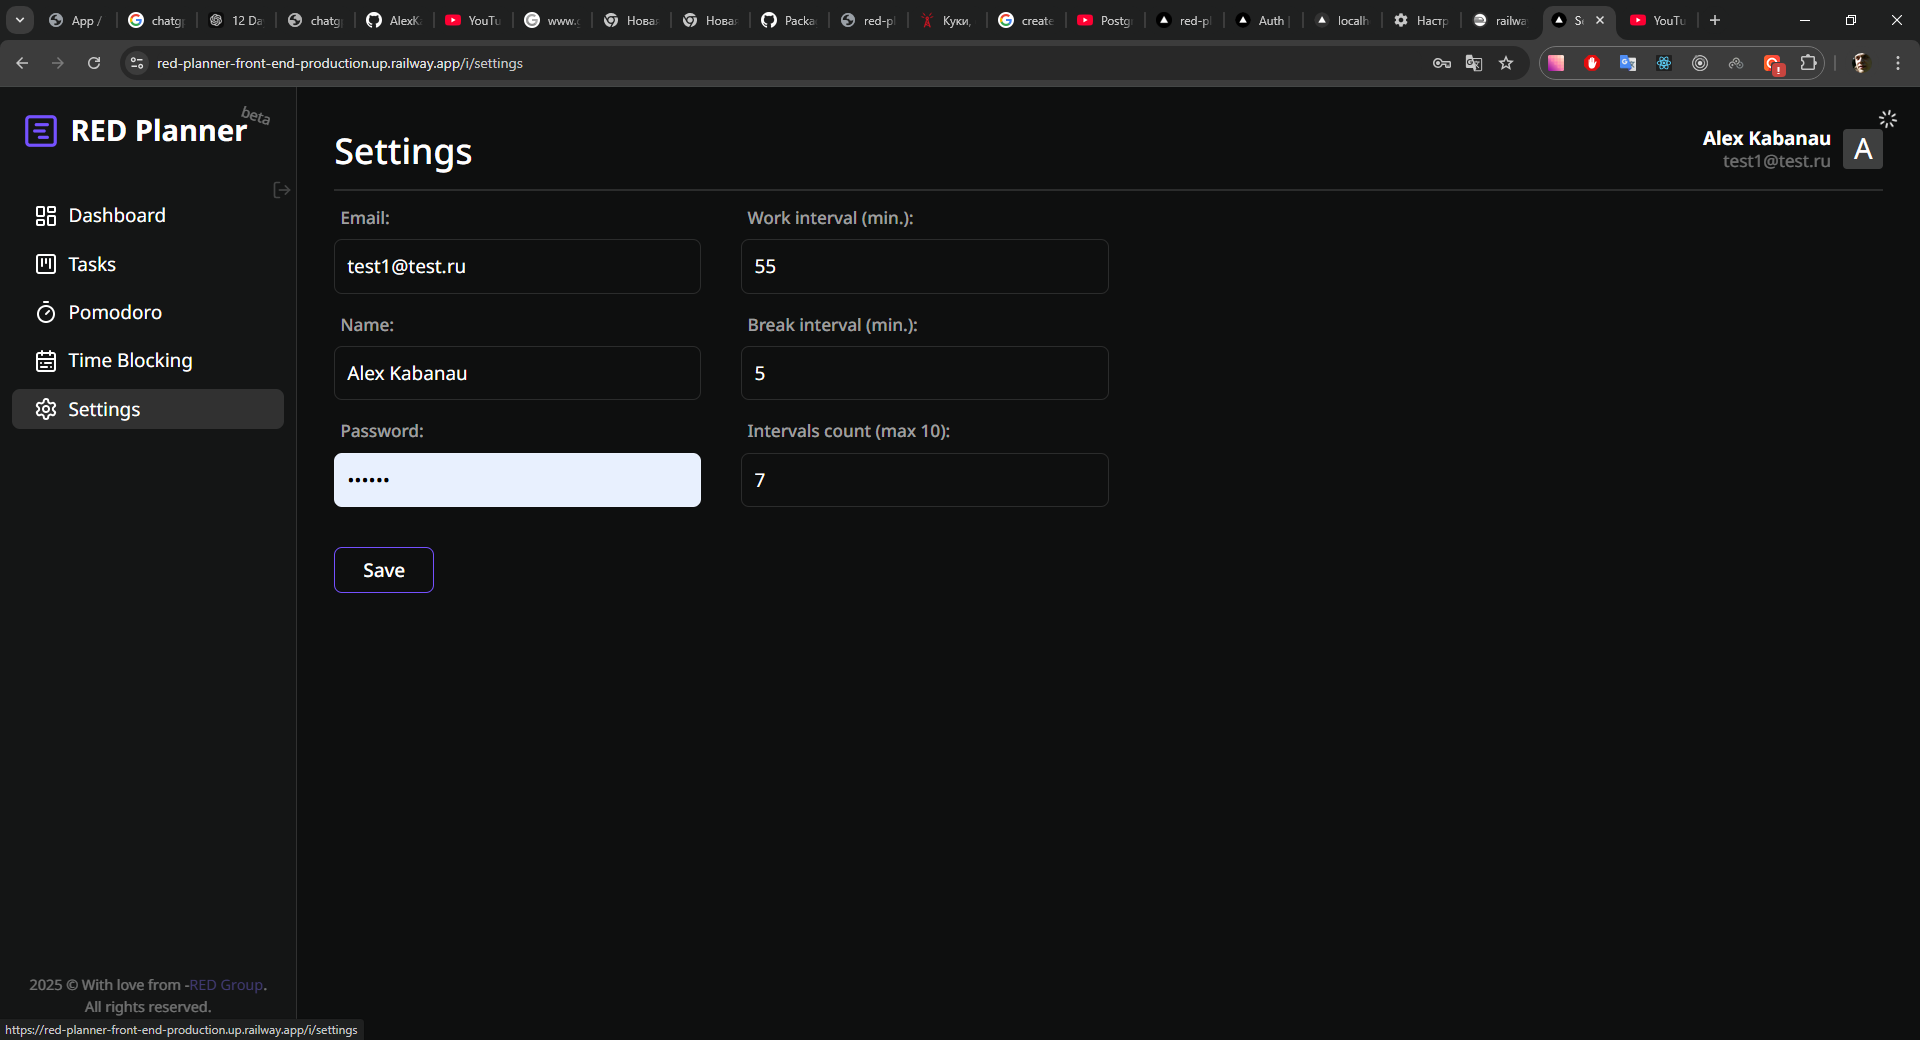 App /
chatg
12 Da
chatg
AlexK
YouTu
www.
Нова
Нова
Packa
red-p
Куки,
create
Postg
red-p
Auth
localh
Настр
railwa
S
YouTu
red-planner-front-end-production.up.railway.app/i/settings
RED Planner
beta
Dashboard
Tasks
Pomodoro
Time Blocking
Settings
Settings
Alex Kabanau
test1@test.ru
A
Email:
test1@test.ru
Name:
Alex Kabanau
Password:
••••••
Work interval (min.):
55
Break interval (min.):
5
Intervals count (max 10):
7
Save
2025 © With love from -RED Group.
All rights reserved.
https://red-planner-front-end-production.up.railway.app/i/settings